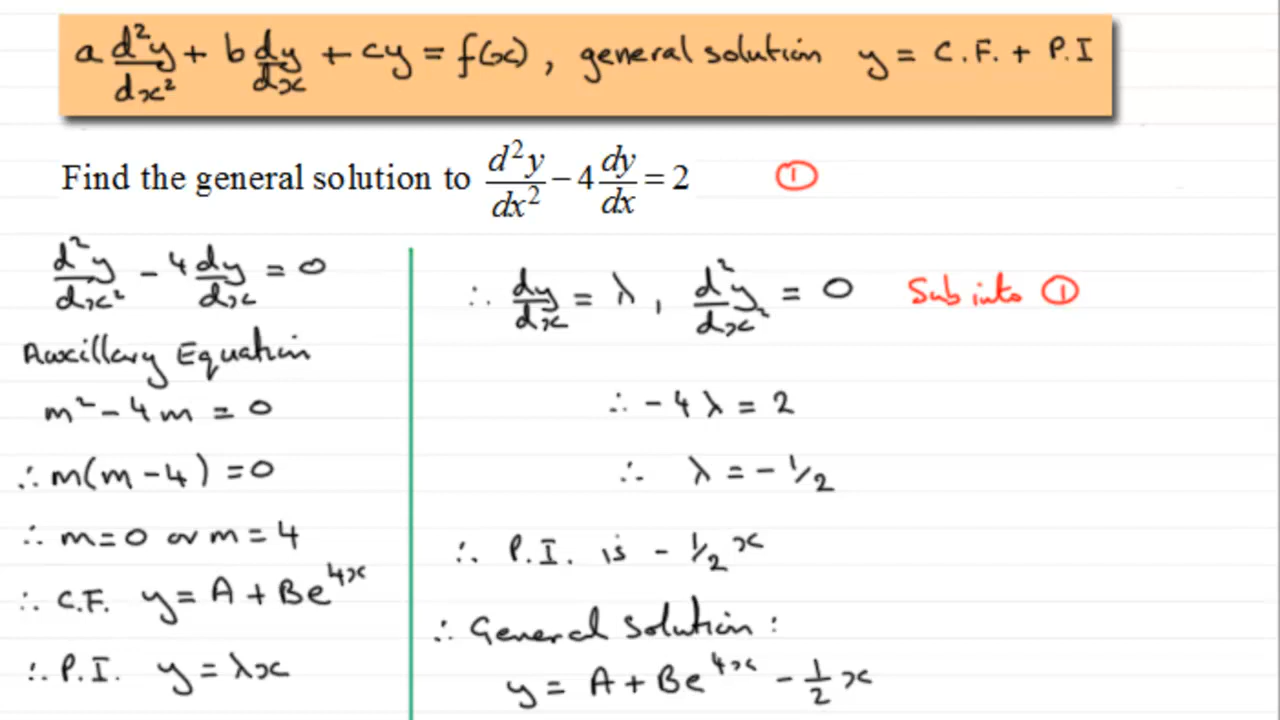 a d²y/dx² + b dy/dx + cy = f(x), general solution y = C.F. + P.I
Find the general solution to d²y/dx² − 4 dy/dx = 2 ①
d²y/dx² − 4 dy/dx = 0
Auxillary Equation
m² − 4m = 0
∴ m(m − 4) = 0
∴ m = 0 or m = 4
∴ C.F. y = A + Be^4x
∴ P.I. y = λx
∴ dy/dx = λ, d²y/dx² = 0 Sub into ①
∴ −4λ = 2
∴ λ = −1/2
∴ P.I. is −1/2 x
∴ General Solution:
y = A + Be^4x − 1/2 x